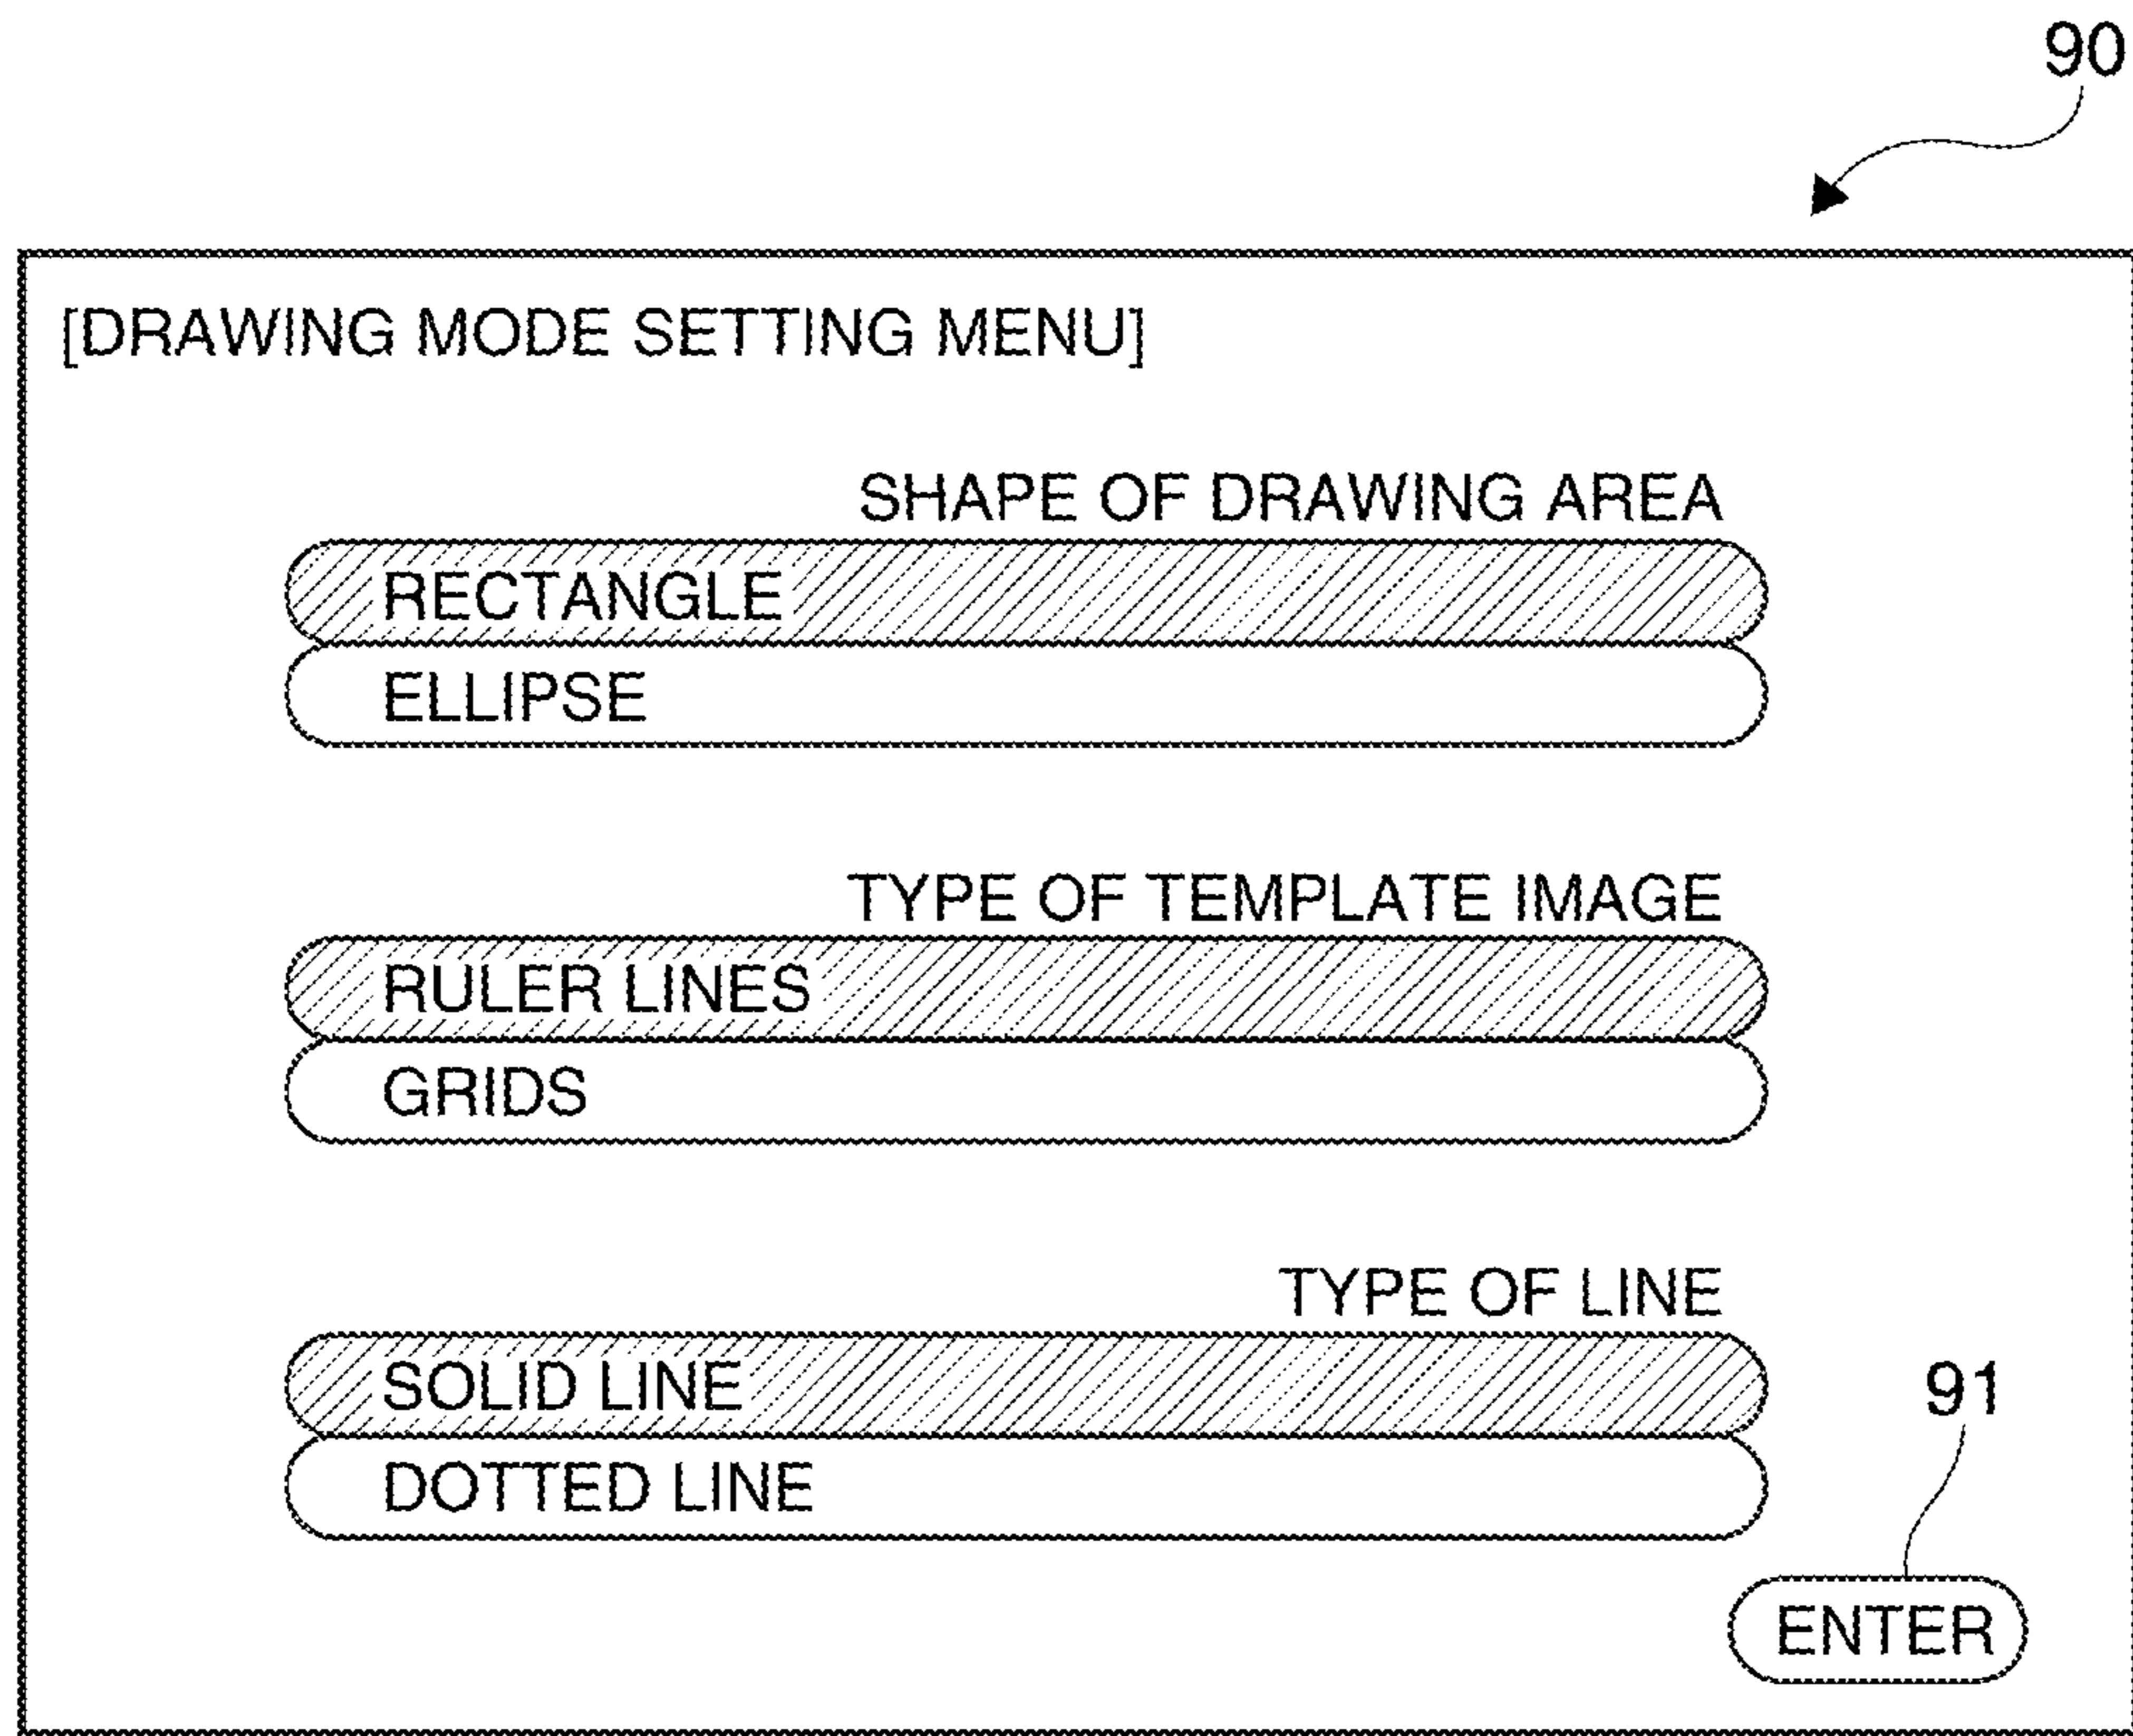 90
[DRAWING MODE SETTING MENU]
SHAPE OF DRAWING AREA
RECTANGLE
ELLIPSE
TYPE OF TEMPLATE IMAGE
RULER LINES
GRIDS
TYPE OF LINE
SOLID LINE
91
DOTTED LINE
ENTER